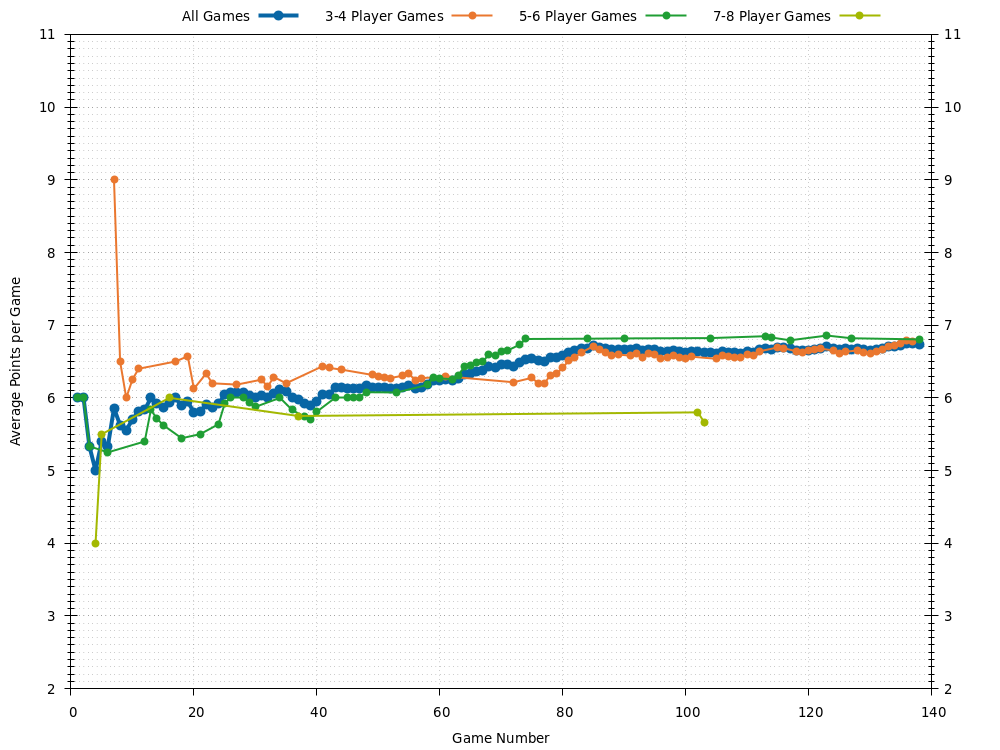 All Games 3-4 Player Games 5-6 Player Games 7-8 Player Games
11 11
10 10
9 9
8 8
7 7
6 6
5 5
4 4
3 3
2 2
Average Points per Game
0 20 40 60 80 100 120 140
Game Number